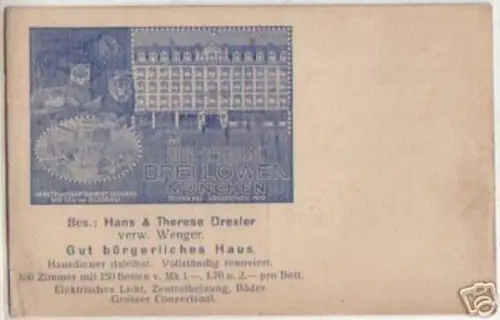 DREI LÖWEN
MÜNCHEN
Bes.: Hans & Therese Drexler
verw. Wenger.
Gut bürgerliches Haus.
Hausdiener daselbst. Vollständig renoviert.
100 Zimmer mit 150 Betten v. Mk 1.—, 1.70 u. 2.— pro Bett.
Elektrisches Licht, Zentralheizung, Bäder.
Grosser Conzertsaal.